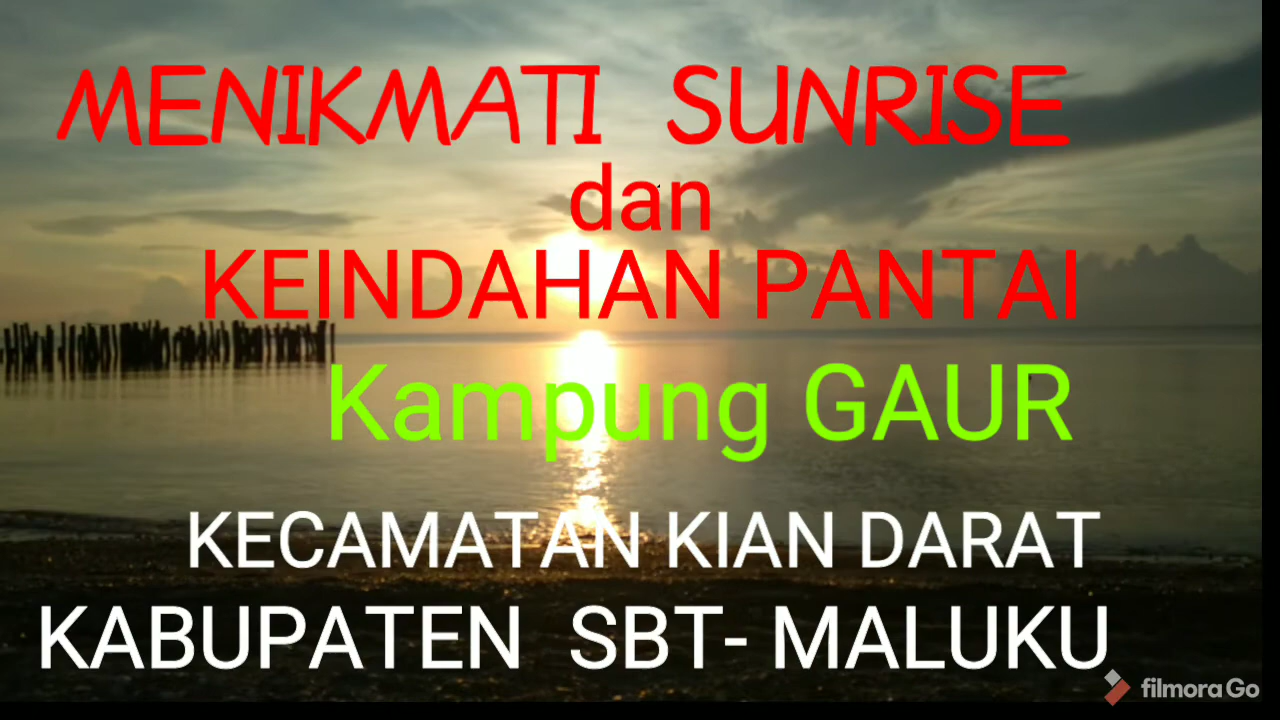 MENIKMATI SUNRISE
dan
KEINDAHAN PANTAI
Kampung GAUR
KECAMATAN KIAN DARAT
KABUPATEN SBT- MALUKU
filmoraGo